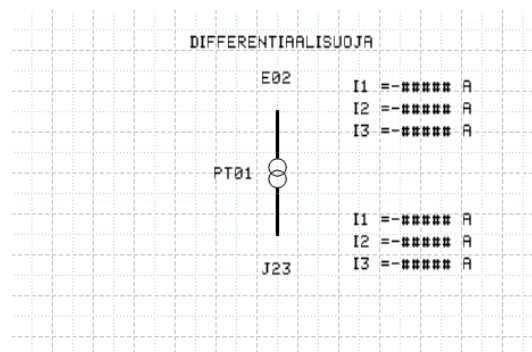 DIFFERENTIAALISUOJA
E02
I1 =-##### A
I2 =-##### A
I3 =-##### A
PT01
I1 =-##### A
I2 =-##### A
I3 =-##### A
J23